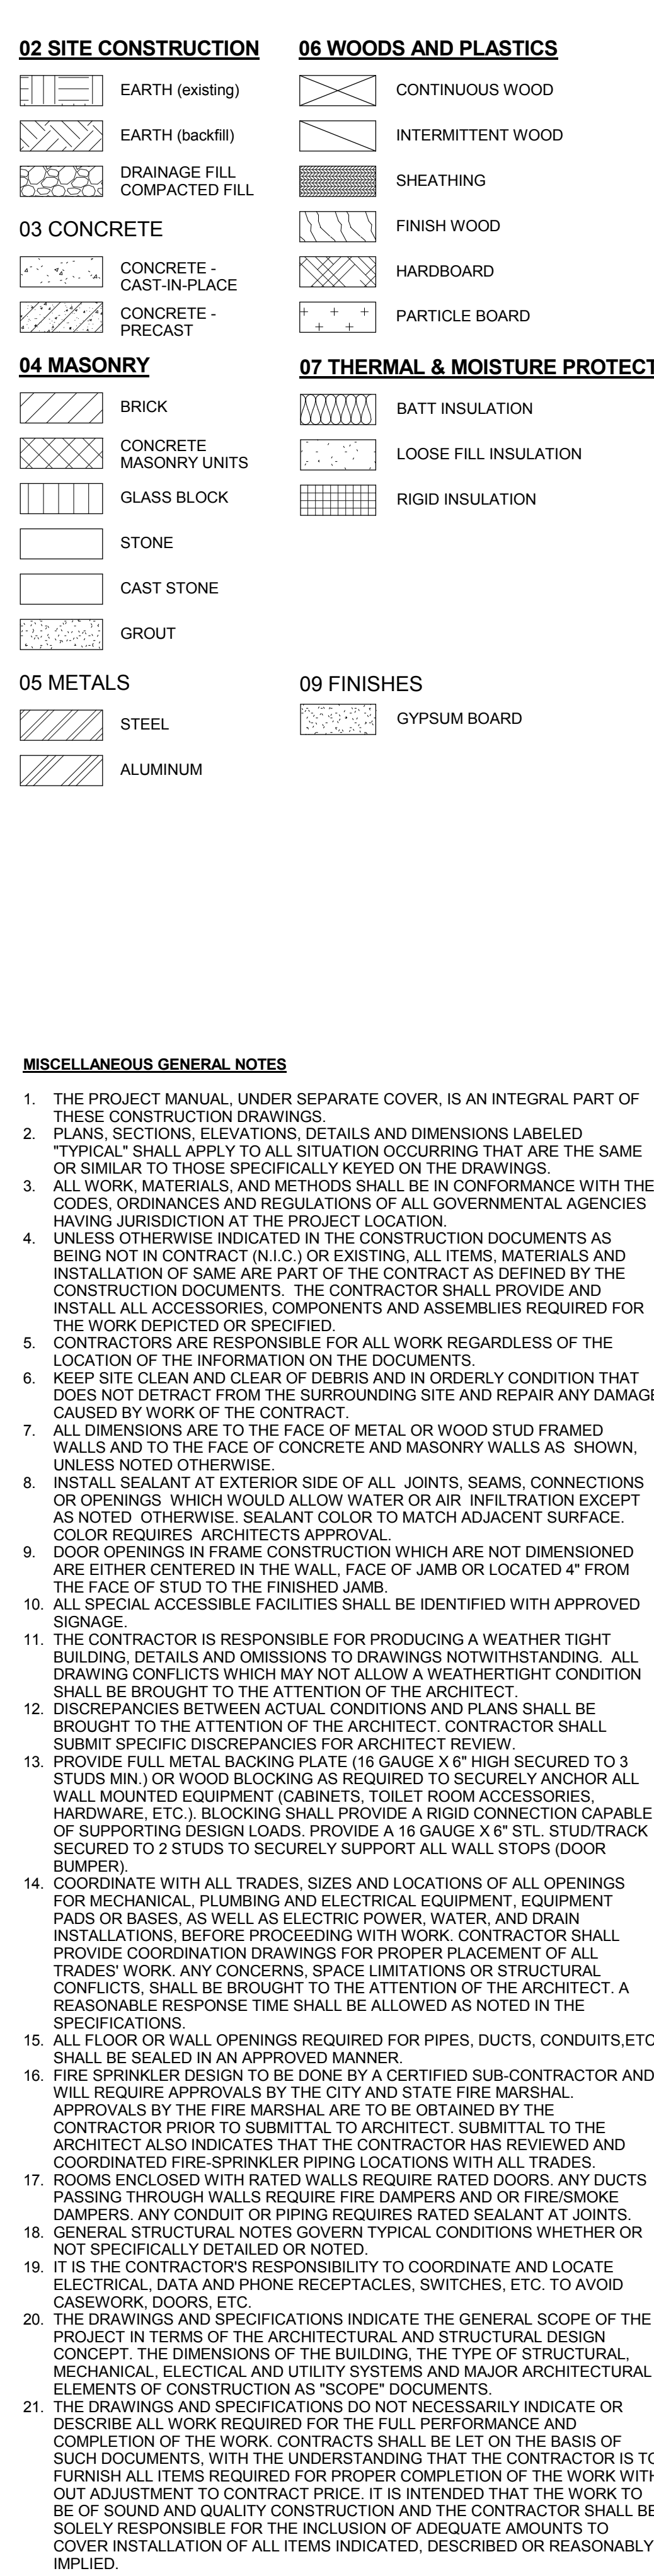 02 SITE CONSTRUCTION
EARTH (existing)
EARTH (backfill)
DRAINAGE FILL
COMPACTED FILL
03 CONCRETE
CONCRETE -
CAST-IN-PLACE
CONCRETE -
PRECAST
04 MASONRY
BRICK
CONCRETE
MASONRY UNITS
GLASS BLOCK
STONE
CAST STONE
GROUT
05 METALS
STEEL
ALUMINUM
06 WOODS AND PLASTICS
CONTINUOUS WOOD
INTERMITTENT WOOD
SHEATHING
FINISH WOOD
HARDBOARD
PARTICLE BOARD
07 THERMAL & MOISTURE PROTECT
BATT INSULATION
LOOSE FILL INSULATION
RIGID INSULATION
09 FINISHES
GYPSUM BOARD
MISCELLANEOUS GENERAL NOTES
1. THE PROJECT MANUAL, UNDER SEPARATE COVER, IS AN INTEGRAL PART OF
THESE CONSTRUCTION DRAWINGS.
2. PLANS, SECTIONS, ELEVATIONS, DETAILS AND DIMENSIONS LABELED
"TYPICAL" SHALL APPLY TO ALL SITUATION OCCURRING THAT ARE THE SAME
OR SIMILAR TO THOSE SPECIFICALLY KEYED ON THE DRAWINGS.
3. ALL WORK, MATERIALS, AND METHODS SHALL BE IN CONFORMANCE WITH THE
CODES, ORDINANCES AND REGULATIONS OF ALL GOVERNMENTAL AGENCIES
HAVING JURISDICTION AT THE PROJECT LOCATION.
4. UNLESS OTHERWISE INDICATED IN THE CONSTRUCTION DOCUMENTS AS
BEING NOT IN CONTRACT (N.I.C.) OR EXISTING, ALL ITEMS, MATERIALS AND
INSTALLATION OF SAME ARE PART OF THE CONTRACT AS DEFINED BY THE
CONSTRUCTION DOCUMENTS. THE CONTRACTOR SHALL PROVIDE AND
INSTALL ALL ACCESSORIES, COMPONENTS AND ASSEMBLIES REQUIRED FOR
THE WORK DEPICTED OR SPECIFIED.
5. CONTRACTORS ARE RESPONSIBLE FOR ALL WORK REGARDLESS OF THE
LOCATION OF THE INFORMATION ON THE DOCUMENTS.
6. KEEP SITE CLEAN AND CLEAR OF DEBRIS AND IN ORDERLY CONDITION THAT
DOES NOT DETRACT FROM THE SURROUNDING SITE AND REPAIR ANY DAMAGE
CAUSED BY WORK OF THE CONTRACT.
7. ALL DIMENSIONS ARE TO THE FACE OF METAL OR WOOD STUD FRAMED
WALLS AND TO THE FACE OF CONCRETE AND MASONRY WALLS AS SHOWN,
UNLESS NOTED OTHERWISE.
8. INSTALL SEALANT AT EXTERIOR SIDE OF ALL JOINTS, SEAMS, CONNECTIONS
OR OPENINGS WHICH WOULD ALLOW WATER OR AIR INFILTRATION EXCEPT
AS NOTED OTHERWISE. SEALANT COLOR TO MATCH ADJACENT SURFACE.
COLOR REQUIRES ARCHITECTS APPROVAL.
9. DOOR OPENINGS IN FRAME CONSTRUCTION WHICH ARE NOT DIMENSIONED
ARE EITHER CENTERED IN THE WALL, FACE OF JAMB OR LOCATED 4" FROM
THE FACE OF STUD TO THE FINISHED JAMB.
10. ALL SPECIAL ACCESSIBLE FACILITIES SHALL BE IDENTIFIED WITH APPROVED
SIGNAGE.
11. THE CONTRACTOR IS RESPONSIBLE FOR PRODUCING A WEATHER TIGHT
BUILDING, DETAILS AND OMISSIONS TO DRAWINGS NOTWITHSTANDING. ALL
DRAWING CONFLICTS WHICH MAY NOT ALLOW A WEATHERTIGHT CONDITION
SHALL BE BROUGHT TO THE ATTENTION OF THE ARCHITECT.
12. DISCREPANCIES BETWEEN ACTUAL CONDITIONS AND PLANS SHALL BE
BROUGHT TO THE ATTENTION OF THE ARCHITECT. CONTRACTOR SHALL
SUBMIT SPECIFIC DISCREPANCIES FOR ARCHITECT REVIEW.
13. PROVIDE FULL METAL BACKING PLATE (16 GAUGE X 6" HIGH SECURED TO 3
STUDS MIN.) OR WOOD BLOCKING AS REQUIRED TO SECURELY ANCHOR ALL
WALL MOUNTED EQUIPMENT (CABINETS, TOILET ROOM ACCESSORIES,
HARDWARE, ETC.). BLOCKING SHALL PROVIDE A RIGID CONNECTION CAPABLE
OF SUPPORTING DESIGN LOADS. PROVIDE A 16 GAUGE X 6" STL. STUD/TRACK
SECURED TO 2 STUDS TO SECURELY SUPPORT ALL WALL STOPS (DOOR
BUMPER).
14. COORDINATE WITH ALL TRADES, SIZES AND LOCATIONS OF ALL OPENINGS
FOR MECHANICAL, PLUMBING AND ELECTRICAL EQUIPMENT, EQUIPMENT
PADS OR BASES, AS WELL AS ELECTRIC POWER, WATER, AND DRAIN
INSTALLATIONS, BEFORE PROCEEDING WITH WORK. CONTRACTOR SHALL
PROVIDE COORDINATION DRAWINGS FOR PROPER PLACEMENT OF ALL
TRADES' WORK. ANY CONCERNS, SPACE LIMITATIONS OR STRUCTURAL
CONFLICTS, SHALL BE BROUGHT TO THE ATTENTION OF THE ARCHITECT. A
REASONABLE RESPONSE TIME SHALL BE ALLOWED AS NOTED IN THE
SPECIFICATIONS.
15. ALL FLOOR OR WALL OPENINGS REQUIRED FOR PIPES, DUCTS, CONDUITS,ETC
SHALL BE SEALED IN AN APPROVED MANNER.
16. FIRE SPRINKLER DESIGN TO BE DONE BY A CERTIFIED SUB-CONTRACTOR AND
WILL REQUIRE APPROVALS BY THE CITY AND STATE FIRE MARSHAL.
APPROVALS BY THE FIRE MARSHAL ARE TO BE OBTAINED BY THE
CONTRACTOR PRIOR TO SUBMITTAL TO ARCHITECT. SUBMITTAL TO THE
ARCHITECT ALSO INDICATES THAT THE CONTRACTOR HAS REVIEWED AND
COORDINATED FIRE-SPRINKLER PIPING LOCATIONS WITH ALL TRADES.
17. ROOMS ENCLOSED WITH RATED WALLS REQUIRE RATED DOORS. ANY DUCTS
PASSING THROUGH WALLS REQUIRE FIRE DAMPERS AND OR FIRE/SMOKE
DAMPERS. ANY CONDUIT OR PIPING REQUIRES RATED SEALANT AT JOINTS.
18. GENERAL STRUCTURAL NOTES GOVERN TYPICAL CONDITIONS WHETHER OR
NOT SPECIFICALLY DETAILED OR NOTED.
19. IT IS THE CONTRACTOR'S RESPONSIBILITY TO COORDINATE AND LOCATE
ELECTRICAL, DATA AND PHONE RECEPTACLES, SWITCHES, ETC. TO AVOID
CASEWORK, DOORS, ETC.
20. THE DRAWINGS AND SPECIFICATIONS INDICATE THE GENERAL SCOPE OF THE
PROJECT IN TERMS OF THE ARCHITECTURAL AND STRUCTURAL DESIGN
CONCEPT. THE DIMENSIONS OF THE BUILDING, THE TYPE OF STRUCTURAL,
MECHANICAL, ELECTICAL AND UTILITY SYSTEMS AND MAJOR ARCHITECTURAL
ELEMENTS OF CONSTRUCTION AS "SCOPE" DOCUMENTS.
21. THE DRAWINGS AND SPECIFICATIONS DO NOT NECESSARILY INDICATE OR
DESCRIBE ALL WORK REQUIRED FOR THE FULL PERFORMANCE AND
COMPLETION OF THE WORK. CONTRACTS SHALL BE LET ON THE BASIS OF
SUCH DOCUMENTS, WITH THE UNDERSTANDING THAT THE CONTRACTOR IS TO
FURNISH ALL ITEMS REQUIRED FOR PROPER COMPLETION OF THE WORK WITH
OUT ADJUSTMENT TO CONTRACT PRICE. IT IS INTENDED THAT THE WORK TO
BE OF SOUND AND QUALITY CONSTRUCTION AND THE CONTRACTOR SHALL BE
SOLELY RESPONSIBLE FOR THE INCLUSION OF ADEQUATE AMOUNTS TO
COVER INSTALLATION OF ALL ITEMS INDICATED, DESCRIBED OR REASONABLY
IMPLIED.